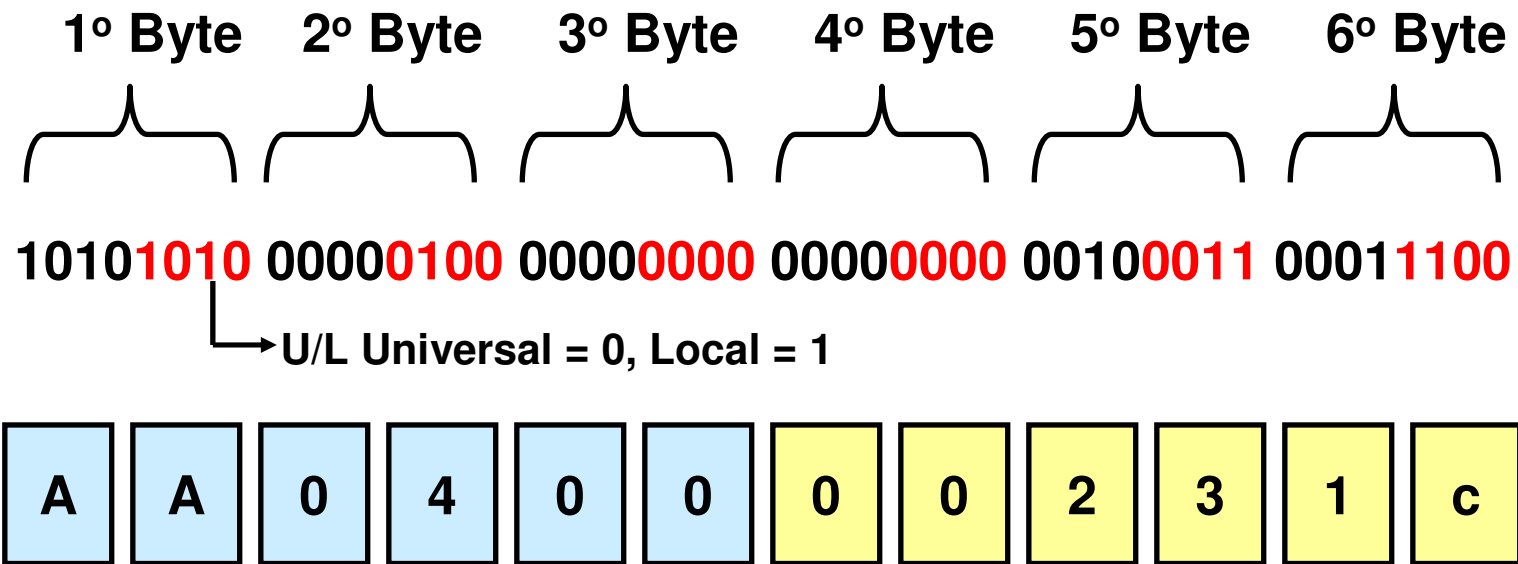 1º Byte 2º Byte 3º Byte 4º Byte 5º Byte 6º Byte
10101010 00000100 00000000 00000000 00100011 00011100
U/L Universal = 0, Local = 1
A A 0 4 0 0 0 0 2 3 1 c